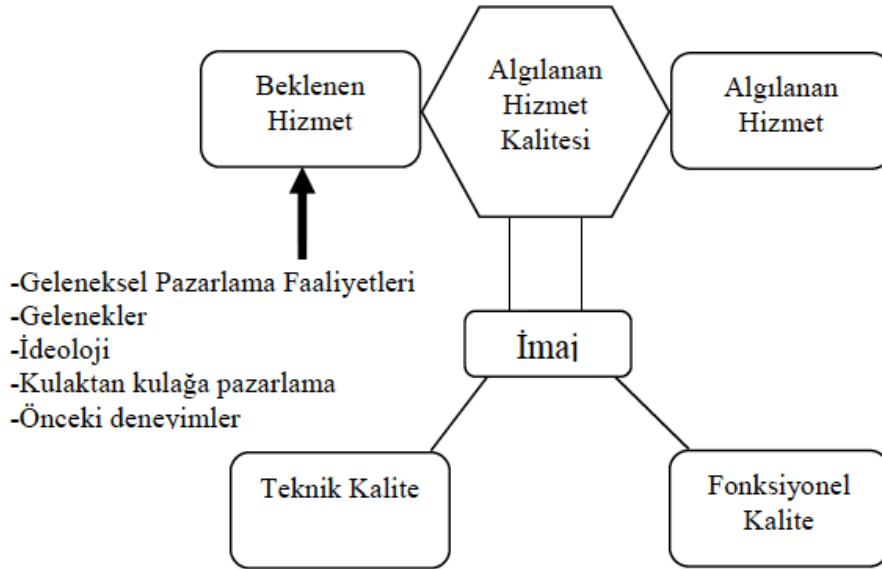 Beklenen
Hizmet
Algılanan
Hizmet
Kalitesi
Algılanan
Hizmet
-Geleneksel Pazarlama Faaliyetleri
-Gelenekler
-İdeoloji
-Kulaktan kulağa pazarlama
-Önceki deneyimler
İmaj
Teknik Kalite
Fonksiyonel
Kalite